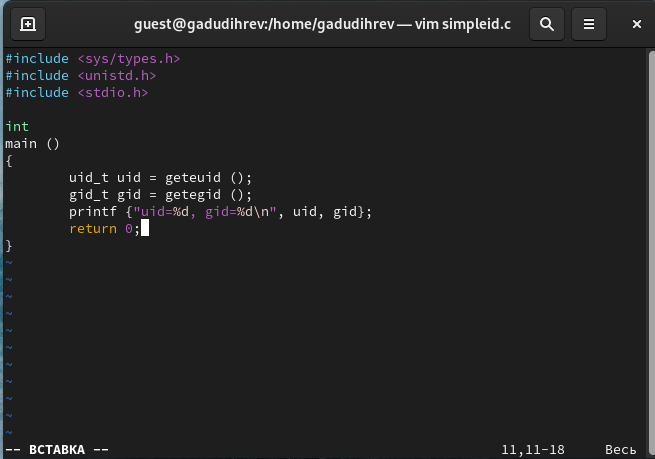 guest@gadudihrev:/home/gadudihrev — vim simpleid.c
#include <sys/types.h>
#include <unistd.h>
#include <stdio.h>

int
main ()
{
        uid_t uid = geteuid ();
        gid_t gid = getegid ();
        printf {"uid=%d, gid=%d\n", uid, gid};
        return 0;
}
~
~
~
~
~
~
~
~
~
~
~
-- ВСТАВКА --                                                11,11-18     Весь